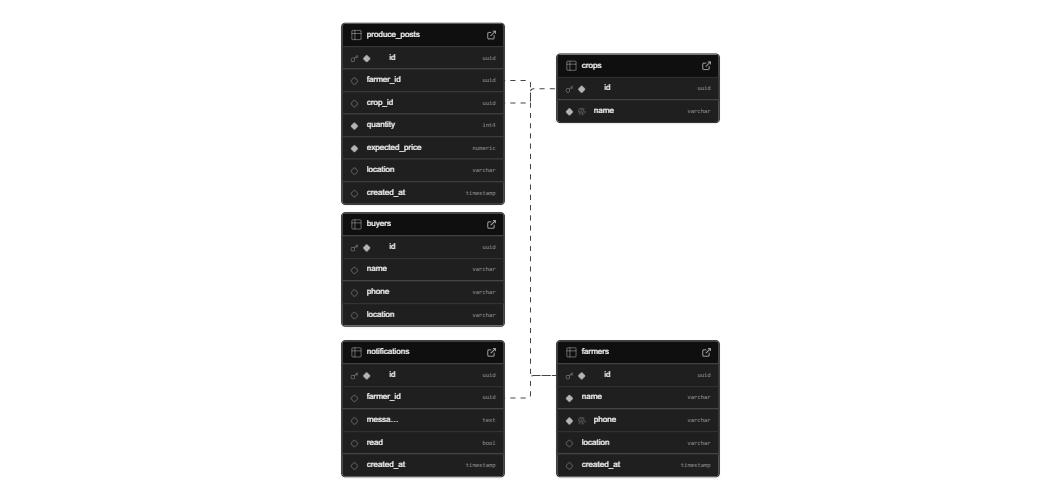 produce_posts
id uuid
farmer_id uuid
crop_id uuid
quantity int4
expected_price numeric
location varchar
created_at timestamp
crops
id uuid
name varchar
buyers
id uuid
name varchar
phone varchar
location varchar
notifications
id uuid
farmer_id uuid
messa... text
read bool
created_at timestamp
farmers
id uuid
name varchar
phone varchar
location varchar
created_at timestamp